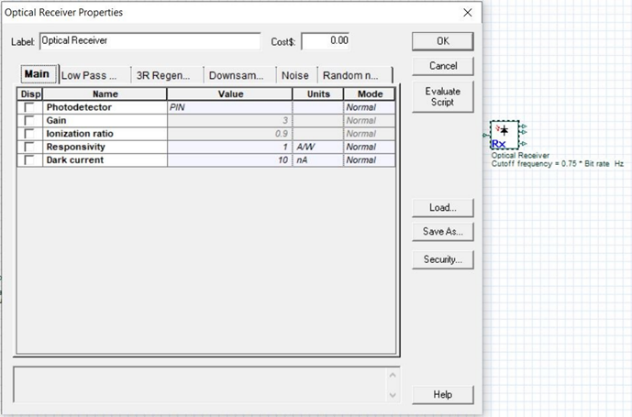 Optical Receiver Properties
Label: Optical Receiver Cost$: 0.00 OK
Cancel
Main Low Pass ... 3R Regen... Downsam... Noise Random n...
Evaluate Script
Disp Name Value Units Mode
Photodetector PIN Normal
Gain 3 Normal
Ionization ratio 0.9 Normal
Responsivity 1 A/W Normal
Dark current 10 nA Normal
Rx
Optical Receiver
Cutoff frequency = 0.75 * Bit rate Hz
Load...
Save As...
Security...
Help